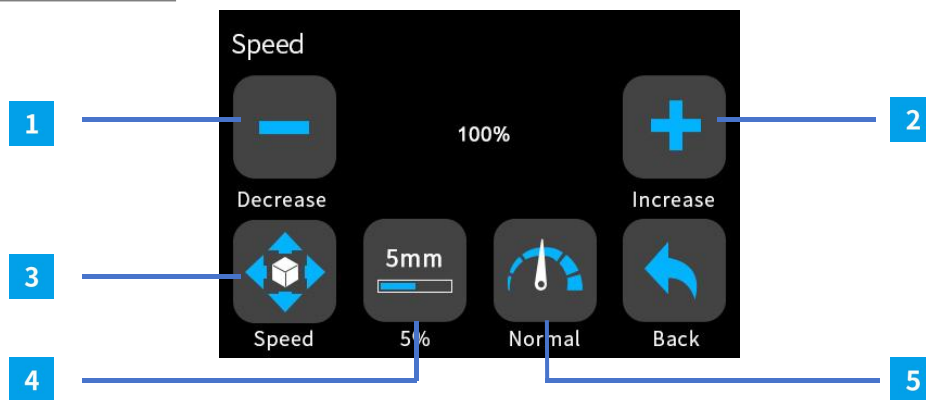 Speed
1
100%
2
Decrease
Increase
3
5mm
Speed
5%
Normal
Back
4
5